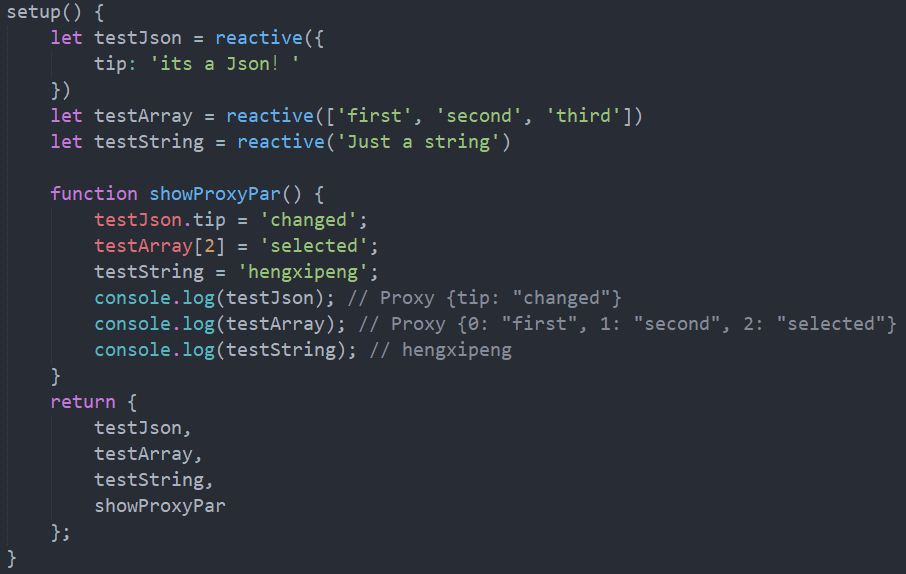 setup() {
    let testJson = reactive({
        tip: 'its a Json! '
    })
    let testArray = reactive(['first', 'second', 'third'])
    let testString = reactive('Just a string')

    function showProxyPar() {
        testJson.tip = 'changed';
        testArray[2] = 'selected';
        testString = 'hengxipeng';
        console.log(testJson); // Proxy {tip: "changed"}
        console.log(testArray); // Proxy {0: "first", 1: "second", 2: "selected"}
        console.log(testString); // hengxipeng
    }
    return {
        testJson,
        testArray,
        testString,
        showProxyPar
    };
}